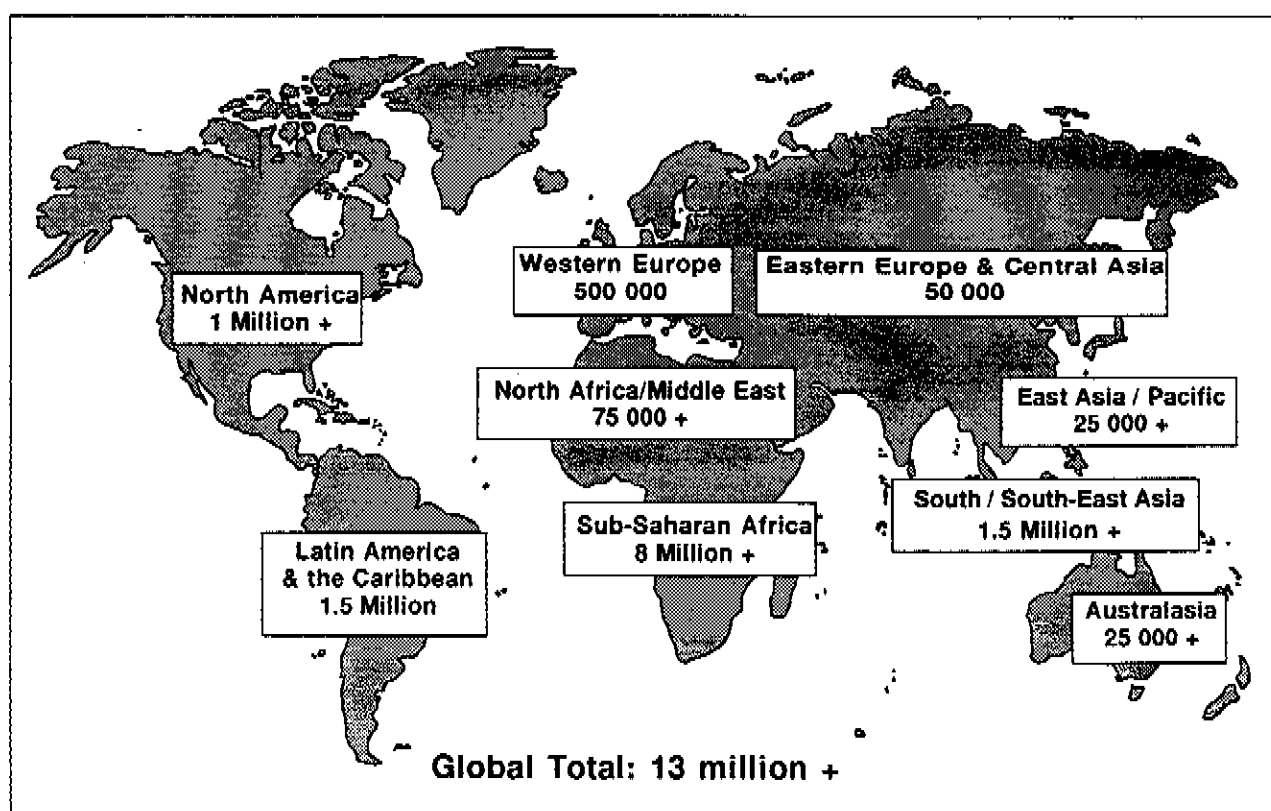 North America
1 Million +
Western Europe
500 000
Eastern Europe & Central Asia
50 000
North Africa/Middle East
75 000 +
East Asia / Pacific
25 000 +
South / South-East Asia
1.5 Million +
Sub-Saharan Africa
8 Million +
Latin America
& the Caribbean
1.5 Million
Australasia
25 000 +
Global Total: 13 million +